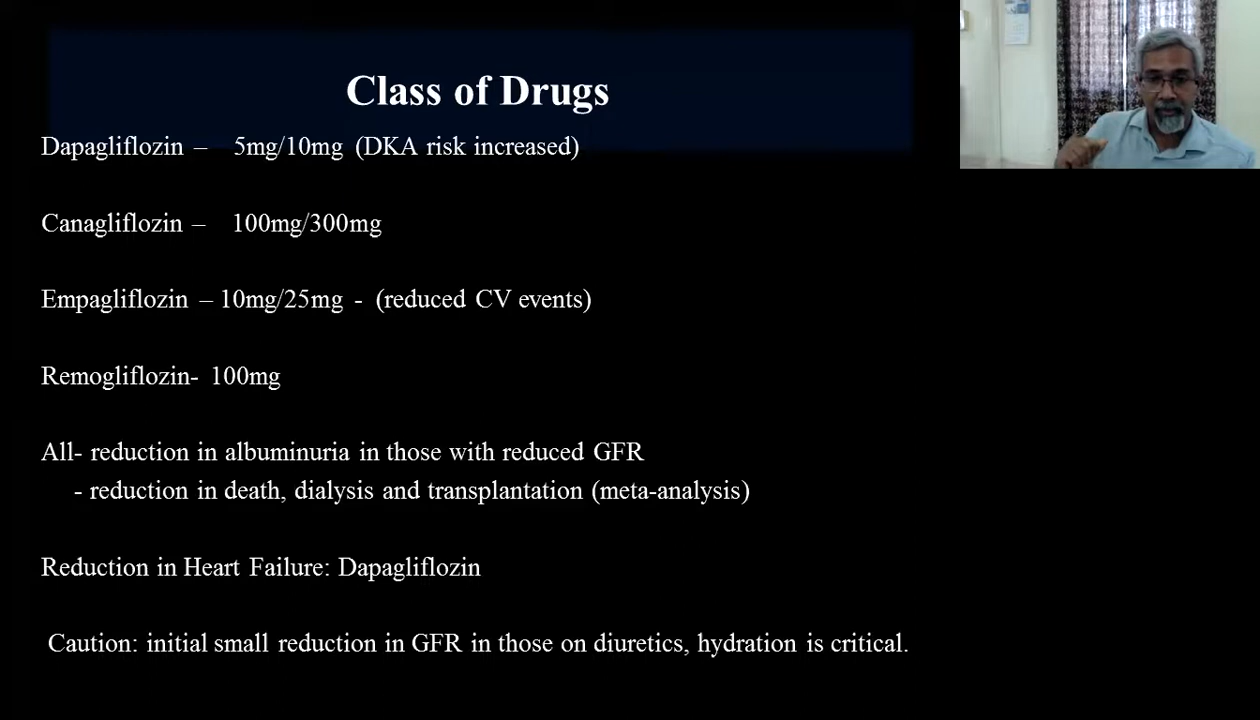 Class of Drugs
Dapagliflozin – 5mg/10mg (DKA risk increased)
Canagliflozin – 100mg/300mg
Empagliflozin – 10mg/25mg - (reduced CV events)
Remogliflozin- 100mg
All- reduction in albuminuria in those with reduced GFR
- reduction in death, dialysis and transplantation (meta-analysis)
Reduction in Heart Failure: Dapagliflozin
Caution: initial small reduction in GFR in those on diuretics, hydration is critical.